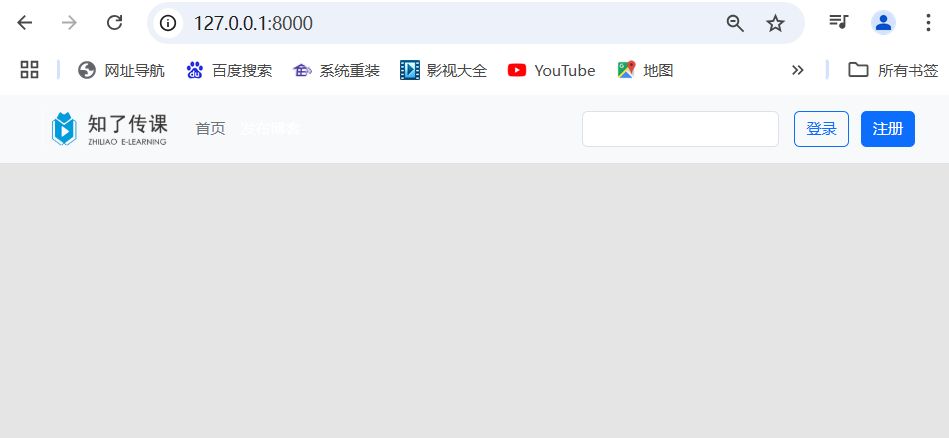 127.0.0.1:8000
网址导航 百度搜索 系统重装 影视大全 YouTube 地图 所有书签
知了传课 首页 发布博客 登录 注册
ZHILIAO E-LEARNING